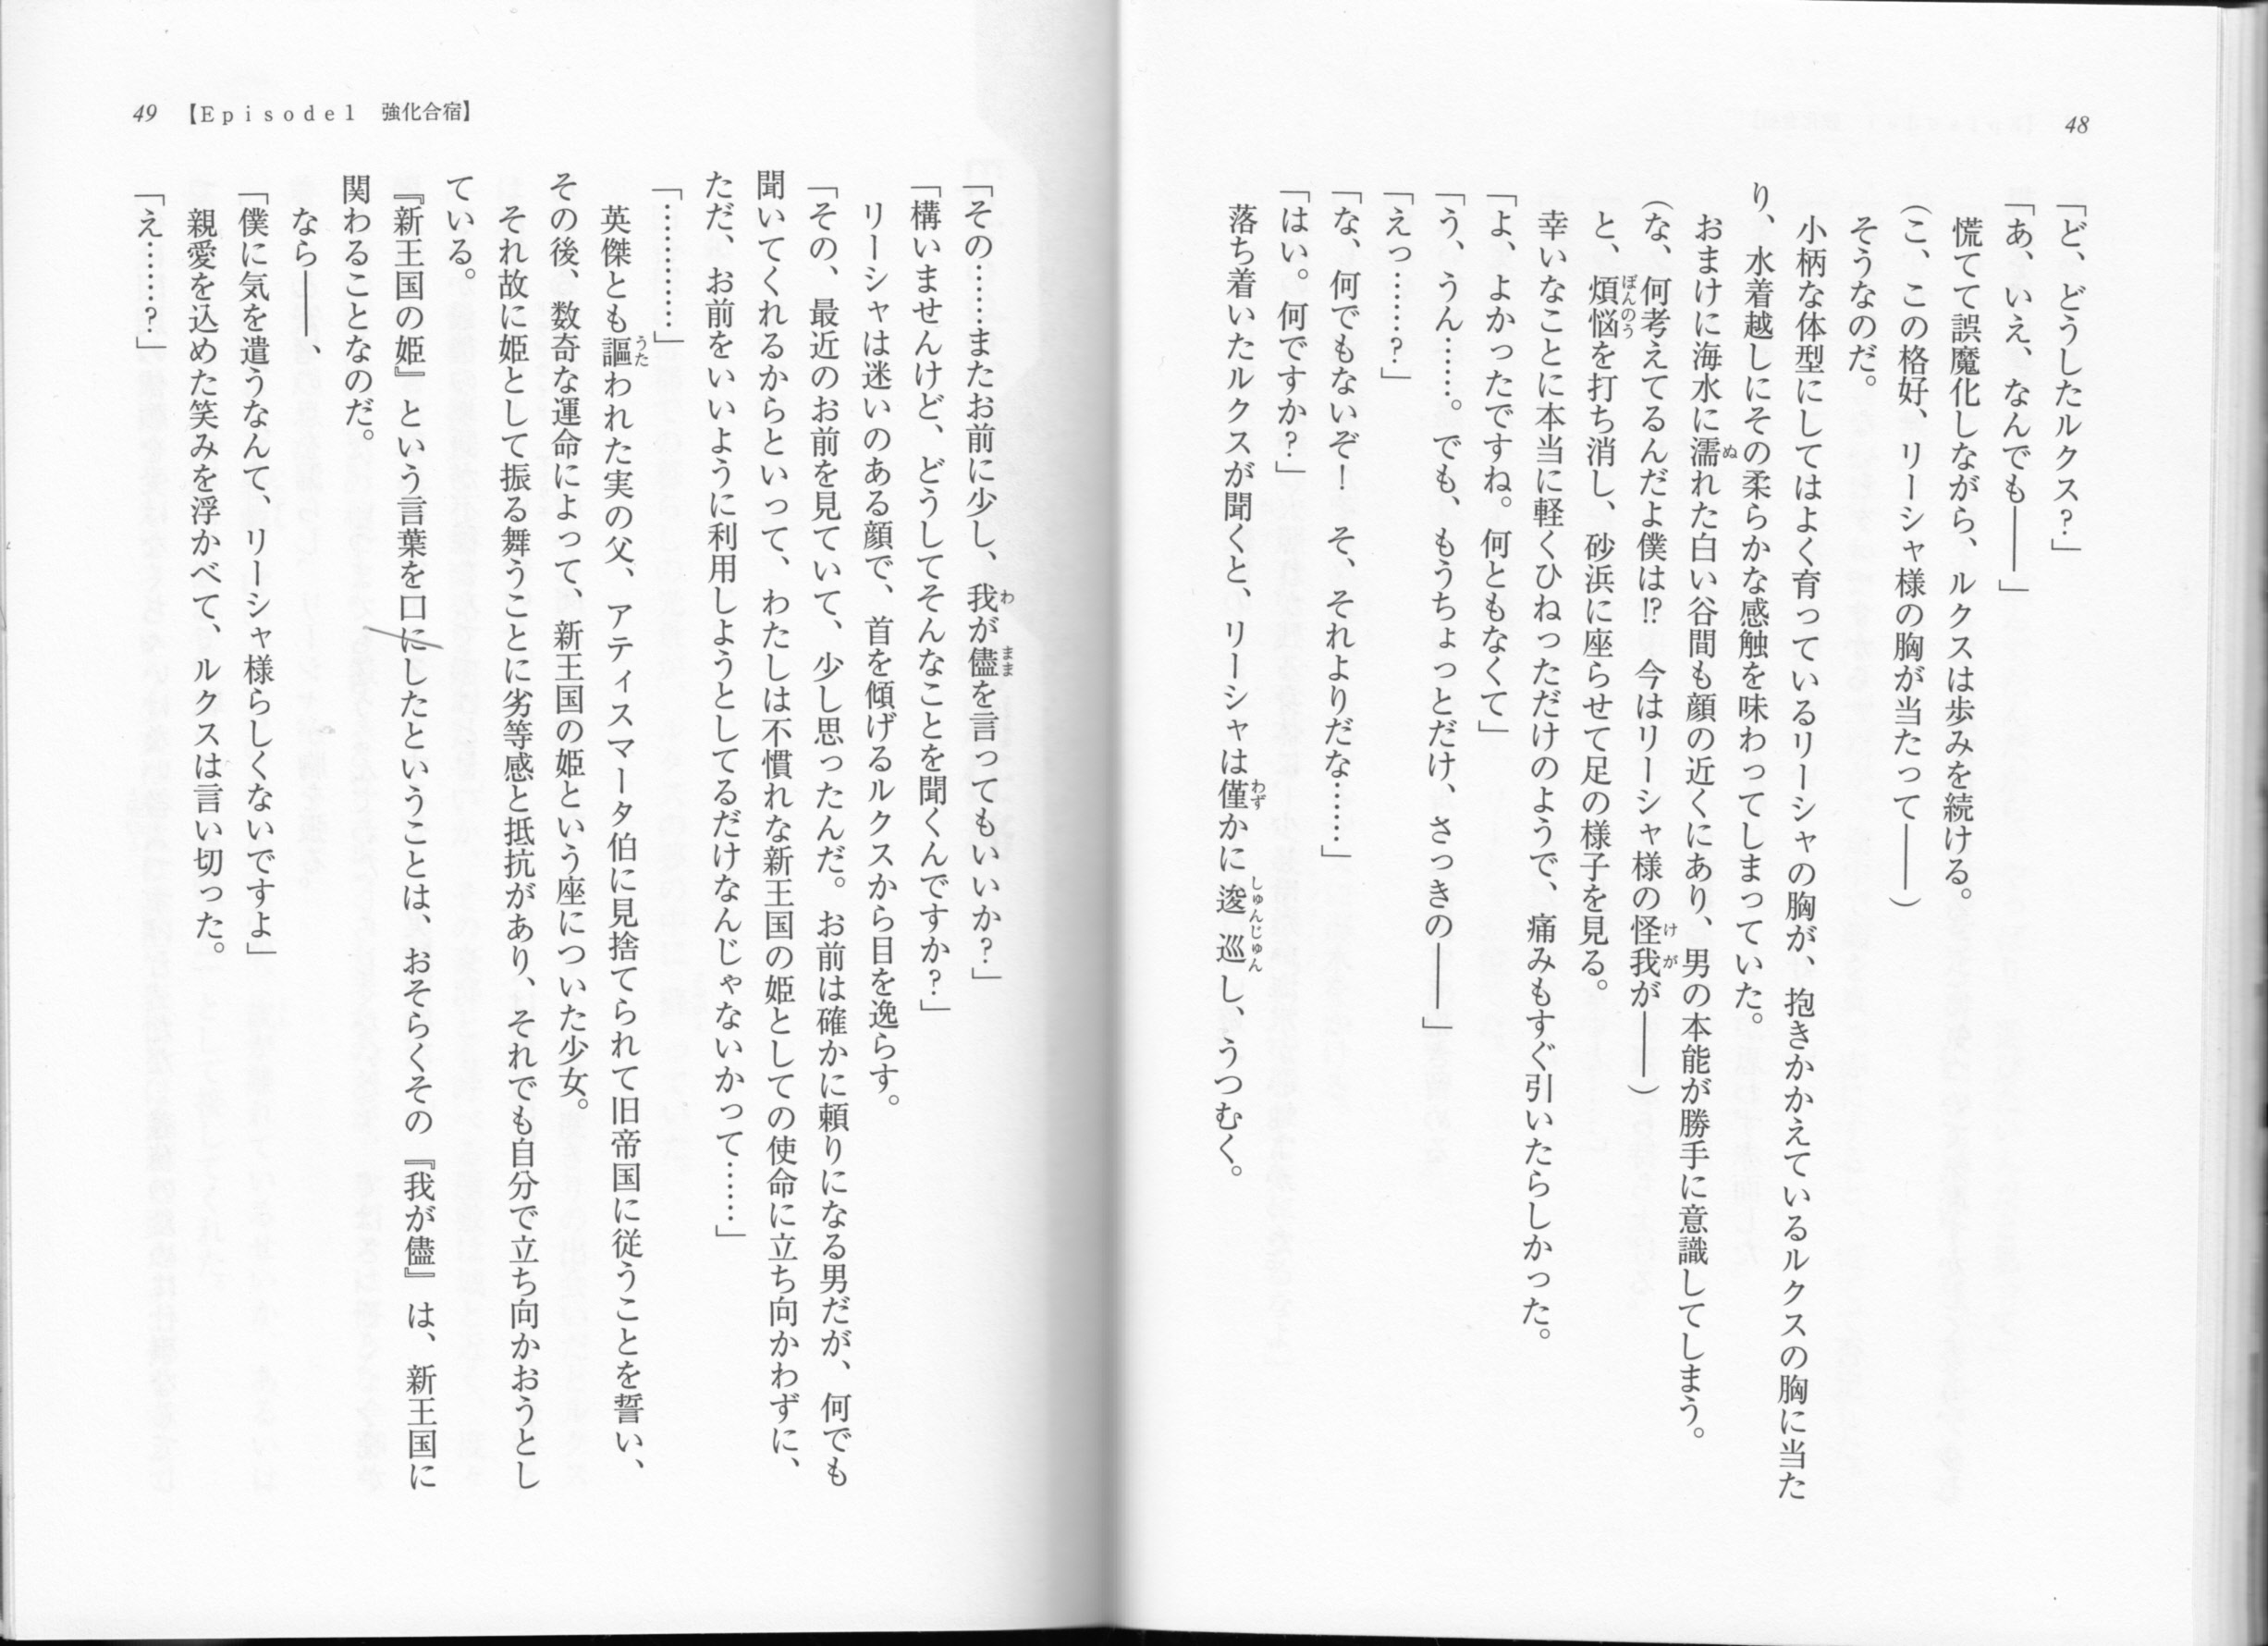 48
「ど、どうしたルクス？」
「あ、いえ、なんでも――」
慌てて誤魔化しながら、ルクスは歩みを続ける。
（こ、この格好、リーシャ様の胸が当たって――）
そうなのだ。
小柄な体型にしてはよく育っているリーシャの胸が、抱きかかえているルクスの胸に当た
り、水着越しにその柔らかな感触を味わってしまっていた。
おまけに海水に濡れた白い谷間も顔の近くにあり、男の本能が勝手に意識してしまう。
（な、何考えてるんだよ僕は!?　今はリーシャ様の怪我が――）
と、煩悩を打ち消し、砂浜に座らせて足の様子を見る。
幸いなことに本当に軽くひねっただけのようで、痛みもすぐ引いたらしかった。
「よ、よかったですね。何ともなくて」
「う、うん……。でも、もうちょっとだけ、さっきの――」
「えっ……？」
「な、何でもないぞ！　そ、それよりだな……」
「はい。何ですか？」
落ち着いたルクスが聞くと、リーシャは僅かに逡巡し、うつむく。
49 【Episode1　強化合宿】
「その……またお前に少し、我が儘を言ってもいいか？」
「構いませんけど、どうしてそんなことを聞くんですか？」
リーシャは迷いのある顔で、首を傾げるルクスから目を逸らす。
「その、最近のお前を見ていて、少し思ったんだ。お前は確かに頼りになる男だが、何でも
聞いてくれるからといって、わたしは不慣れな新王国の姫としての使命に立ち向かわずに、
ただ、お前をいいように利用しようとしてるだけなんじゃないかって……」
「…………」
英傑とも謳われた実の父、アティスマータ伯に見捨てられて旧帝国に従うことを誓い、
その後、数奇な運命によって、新王国の姫という座についた少女。
それ故に姫として振る舞うことに劣等感と抵抗があり、それでも自分で立ち向かおうとし
ている。
『新王国の姫』という言葉を口にしたということは、おそらくその『我が儘』は、新王国に
関わることなのだ。
なら――、
「僕に気を遣うなんて、リーシャ様らしくないですよ」
親愛を込めた笑みを浮かべて、ルクスは言い切った。
「え……？」